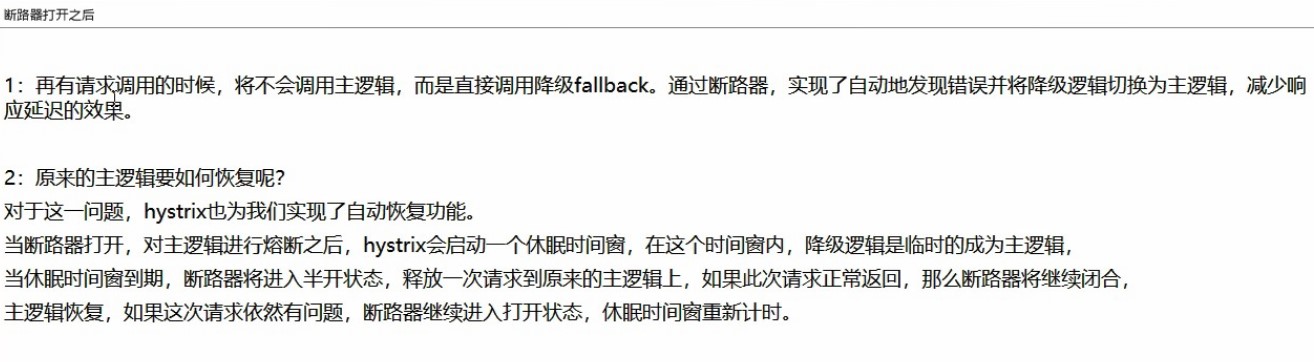 断路器打开之后
1：再有请求调用的时候，将不会调用主逻辑，而是直接调用降级fallback。通过断路器，实现了自动地发现错误并将降级逻辑切换为主逻辑，减少响
应延迟的效果。
2：原来的主逻辑要如何恢复呢？
对于这一问题，hystrix也为我们实现了自动恢复功能。
当断路器打开，对主逻辑进行熔断之后，hystrix会启动一个休眠时间窗，在这个时间窗内，降级逻辑是临时的成为主逻辑，
当休眠时间窗到期，断路器将进入半开状态，释放一次请求到原来的主逻辑上，如果此次请求正常返回，那么断路器将继续闭合，
主逻辑恢复，如果这次请求依然有问题，断路器继续进入打开状态，休眠时间窗重新计时。